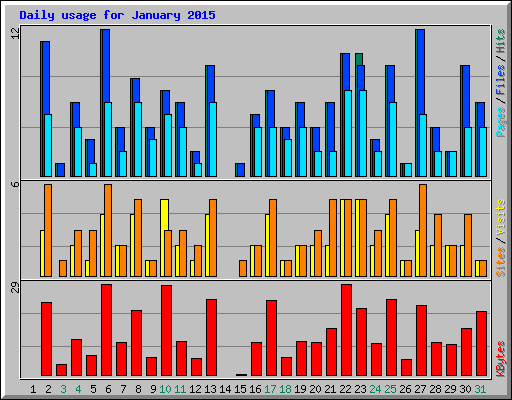 Daily usage for January 2015
12
Pages/Files/Hits
6
Sites/Visits
29
KBytes
1 2 3 4 5 6 7 8 9 10 11 12 13 14 15 16 17 18 19 20 21 22 23 24 25 26 27 28 29 30 31